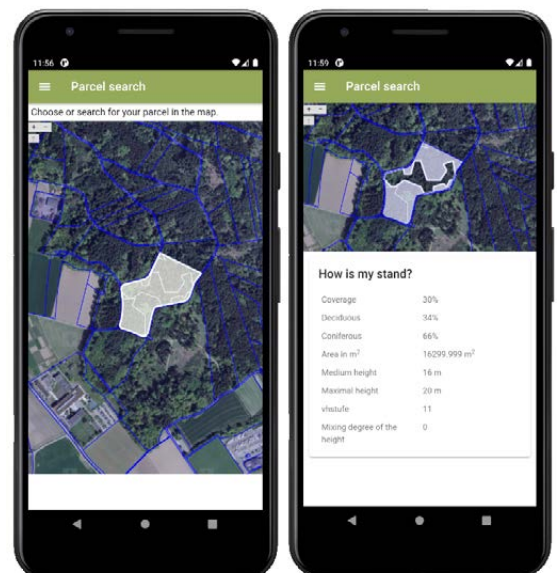 11:56
Parcel search
Choose or search for your parcel in the map.
+ -
11:59
Parcel search
+ -
How is my stand?
Coverage 30%
Deciduous 34%
Coniferous 66%
Area in m² 16299.999 m²
Medium height 16 m
Maximal height 20 m
vhstufe 11
Mixing degree of the height 0